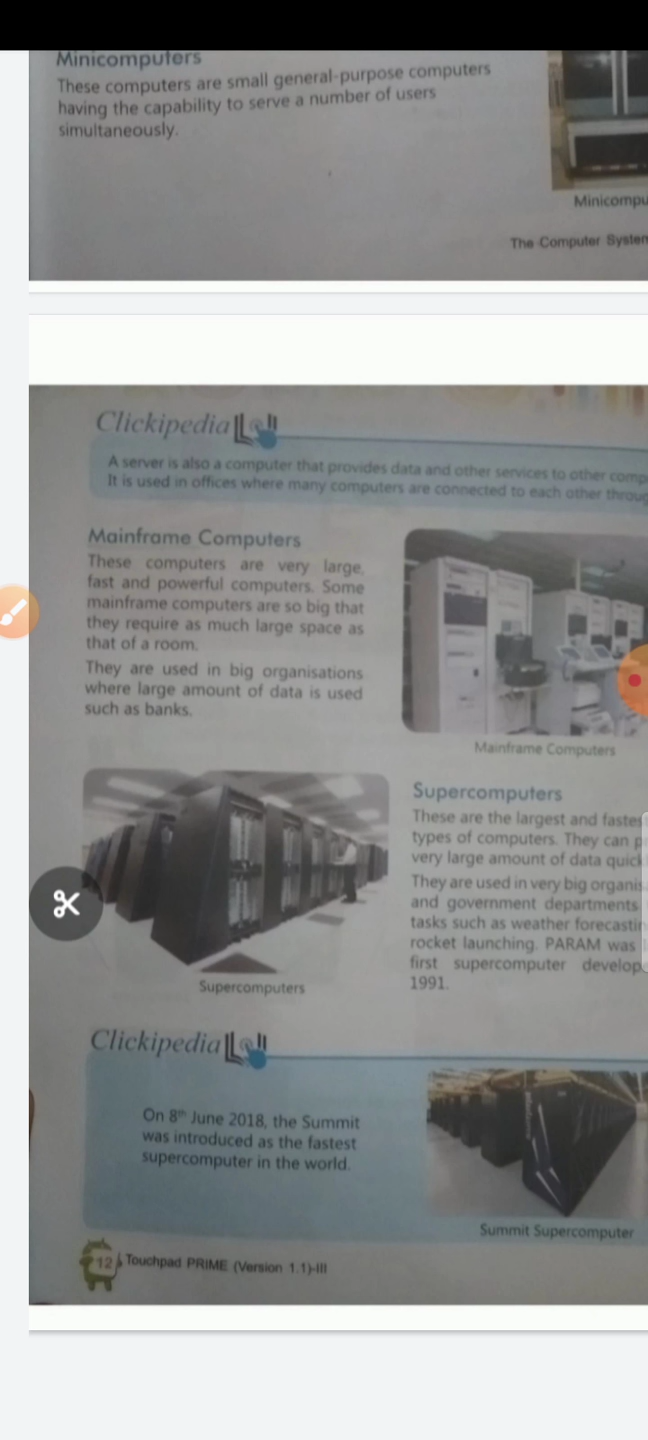 Minicomputers
These computers are small general-purpose computers
having the capability to serve a number of users
simultaneously.
Minicompu
The Computer System
Clickipedia
A server is also a computer that provides data and other services to other comp
It is used in offices where many computers are connected to each other throug
Mainframe Computers
These computers are very large,
fast and powerful computers. Some
mainframe computers are so big that
they require as much large space as
that of a room.
They are used in big organisations
where large amount of data is used
such as banks.
Mainframe Computers
Supercomputers
These are the largest and fastes
types of computers. They can p
very large amount of data quick
They are used in very big organis
and government departments
tasks such as weather forecastin
rocket launching. PARAM was
first supercomputer develop
1991.
Supercomputers
Clickipedia
On 8th June 2018, the Summit
was introduced as the fastest
supercomputer in the world.
Summit Supercomputer
12 Touchpad PRIME (Version 1.1)-III